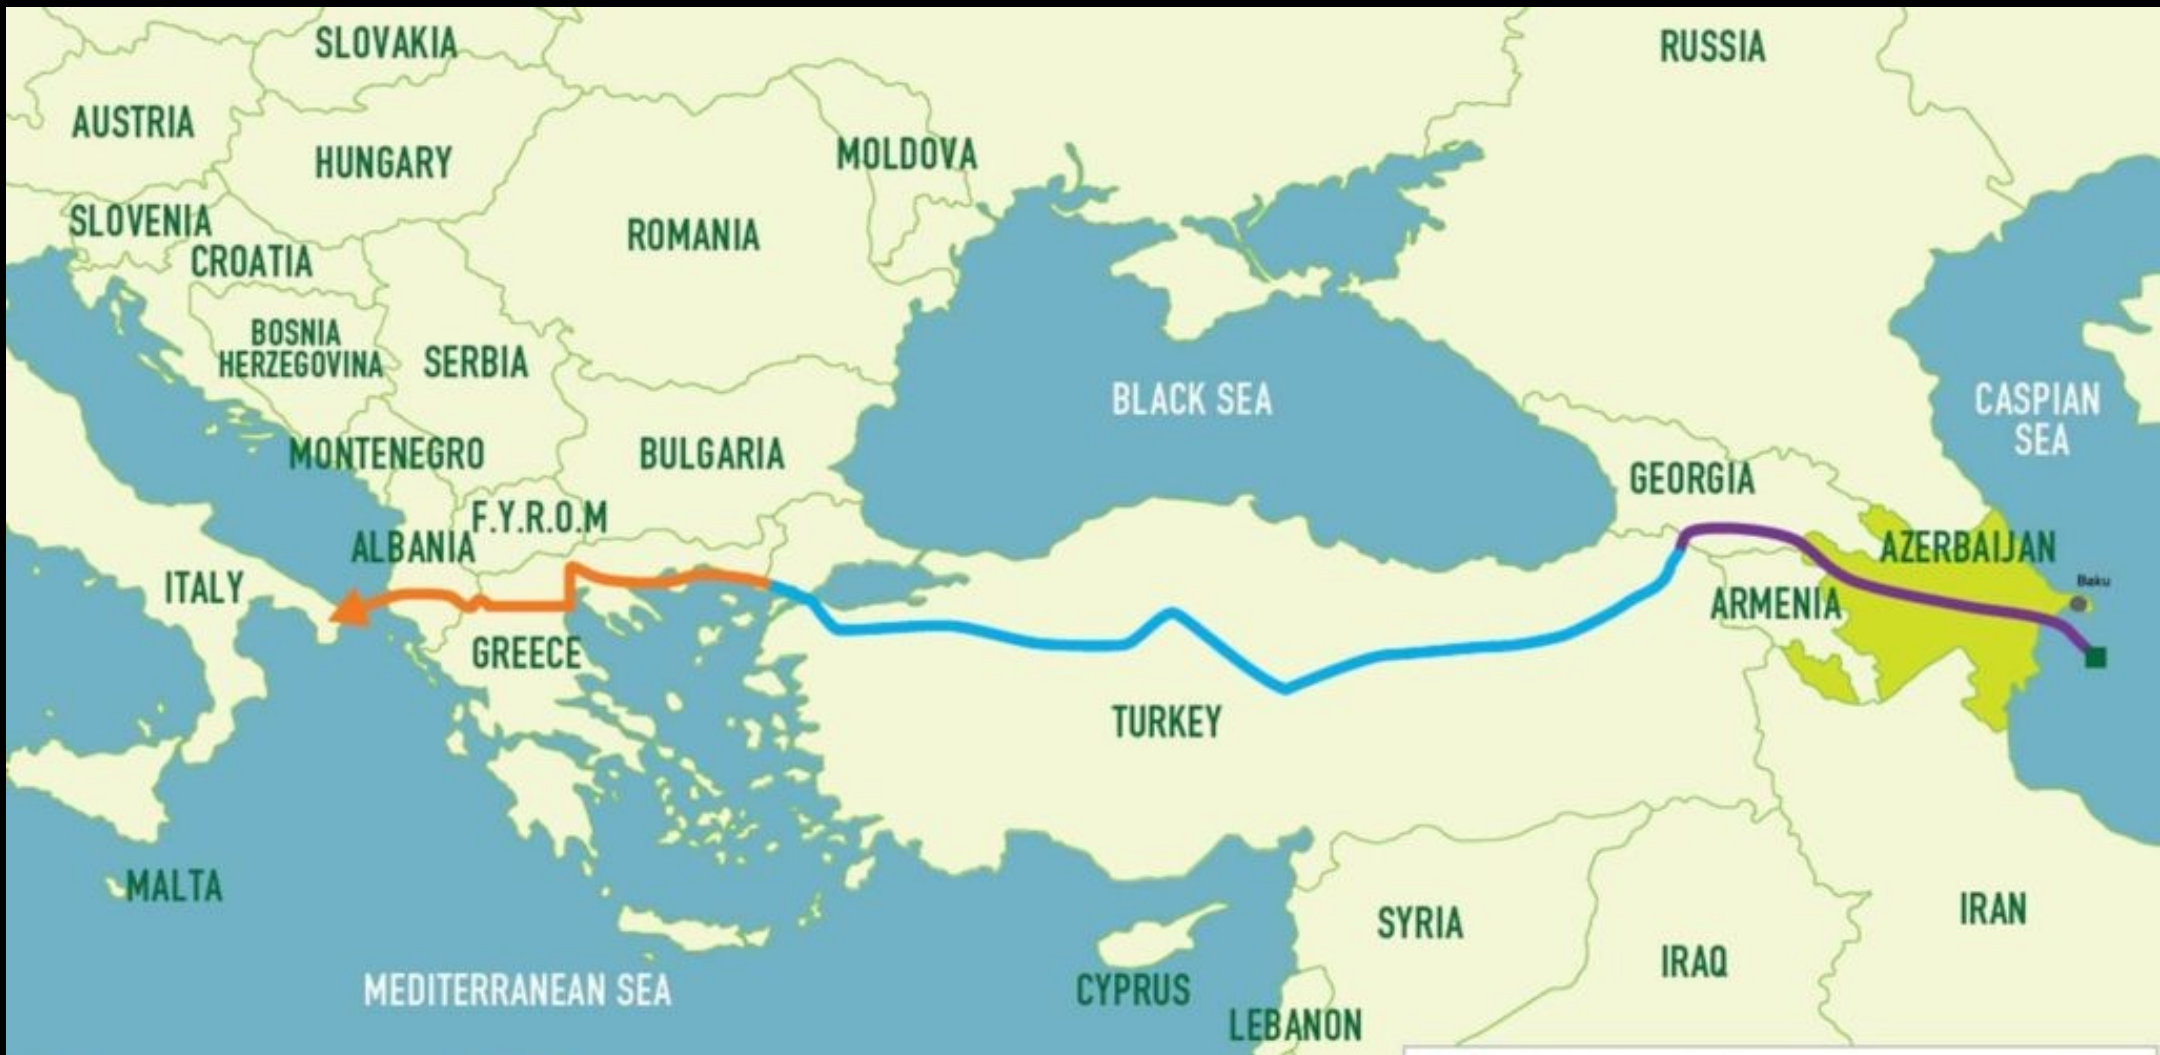 SLOVAKIA
RUSSIA
AUSTRIA
HUNGARY
MOLDOVA
SLOVENIA
ROMANIA
CROATIA
BOSNIA
HERZEGOVINA
SERBIA
BLACK SEA
CASPIAN
SEA
MONTENEGRO
BULGARIA
GEORGIA
F.Y.R.O.M
ALBANIA
AZERBAIJAN
ITALY
Baku
ARMENIA
GREECE
TURKEY
MALTA
SYRIA
IRAN
IRAQ
MEDITERRANEAN SEA
CYPRUS
LEBANON